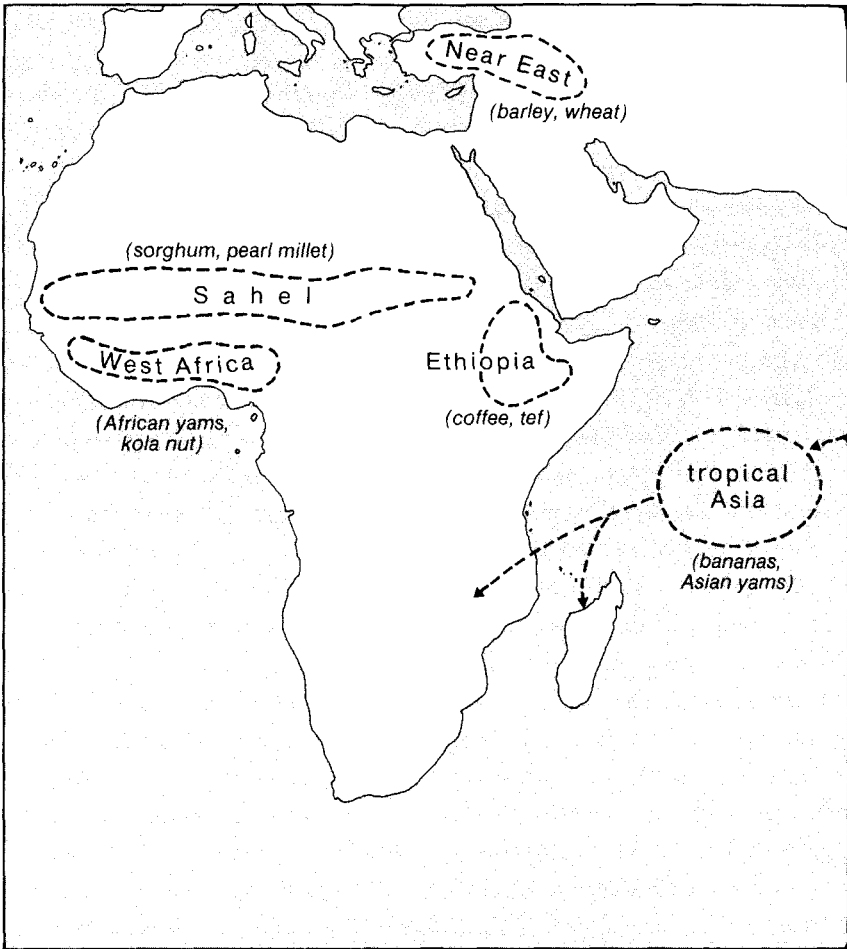 Near East
(barley, wheat)
(sorghum, pearl millet)
Sahel
West Africa
(African yams,
kola nut)
Ethiopia
(coffee, tef)
tropical
Asia
(bananas,
Asian yams)